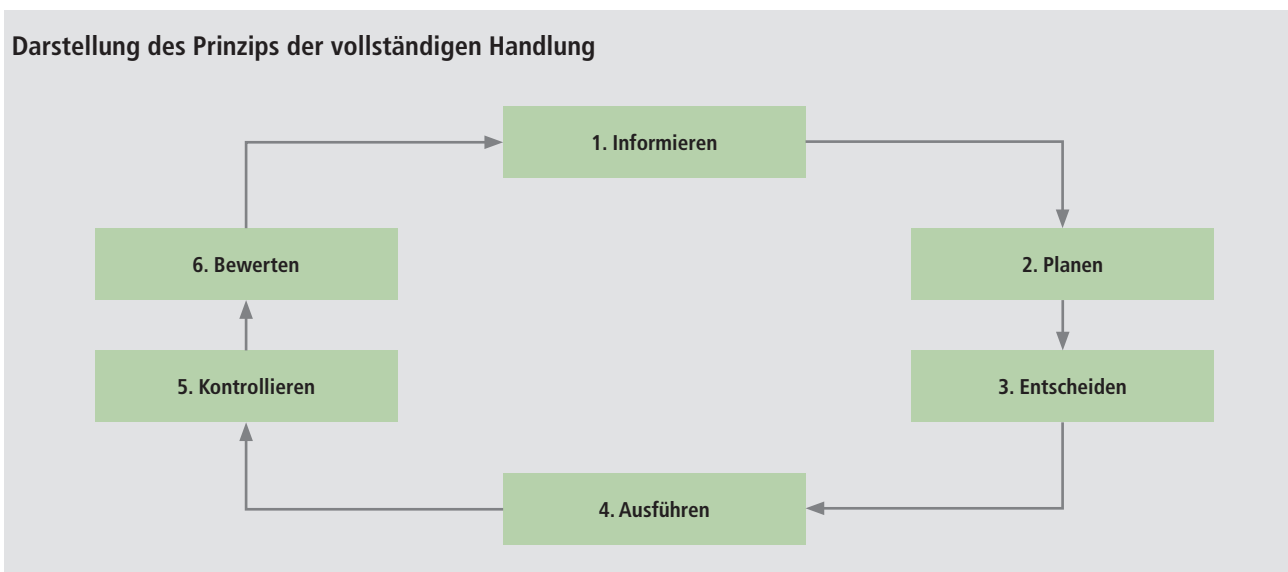 Darstellung des Prinzips der vollständigen Handlung
1. Informieren
2. Planen
3. Entscheiden
4. Ausführen
5. Kontrollieren
6. Bewerten